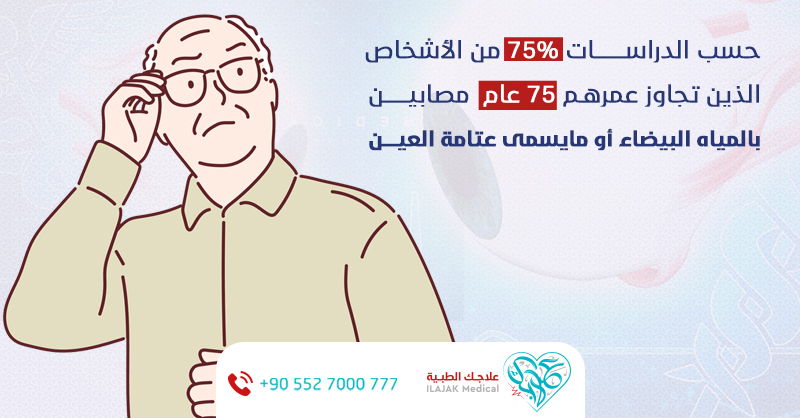 حسب الدراسات 75% من الأشخاص
الذين تجاوز عمرهم 75 عام مصابين
بالمياه البيضاء أو مايسمى عتامة العين
+90 552 7000 777
علاجك الطبية
ILAJAK Medical